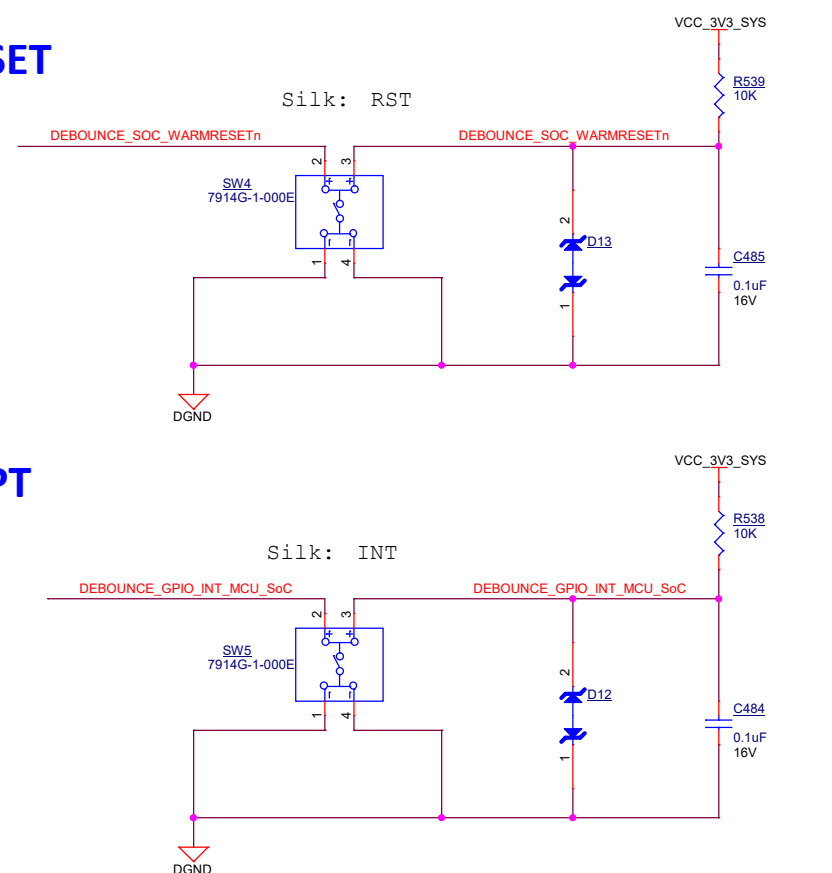 VCC_3V3_SYS
SET
R539
10K
Silk: RST
DEBOUNCE_SOC_WARMRESETn
DEBOUNCE_SOC_WARMRESETn
2
3
SW4
7914G-1-000E
2
D13
C485
0.1uF
16V
1
4
1
DGND
VCC_3V3_SYS
PT
R538
10K
Silk: INT
DEBOUNCE_GPIO_INT_MCU_SoC
DEBOUNCE_GPIO_INT_MCU_SoC
2
3
SW5
7914G-1-000E
2
D12
C484
0.1uF
16V
1
4
1
DGND